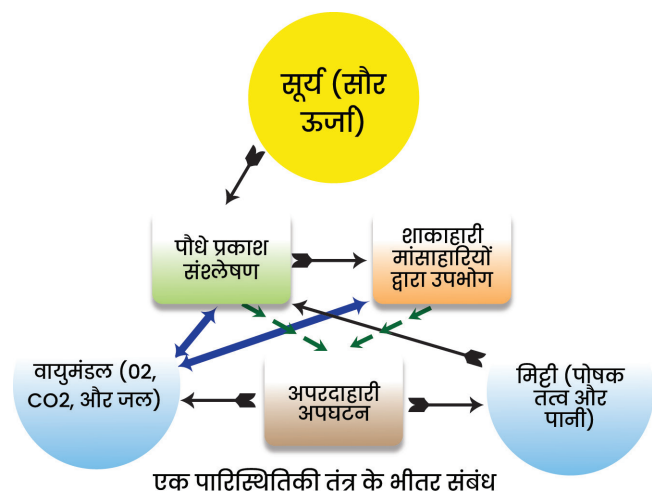 सूर्य (सौर
ऊर्जा)
पौधे प्रकाश
संश्लेषण
शाकाहारी
मांसाहारियों
द्वारा उपभोग
वायुमंडल (02,
CO2, और जल)
अपरदाहारी
अपघटन
मिट्टी (पोषक
तत्व और
पानी)
एक पारिस्थितिकी तंत्र के भीतर संबंध